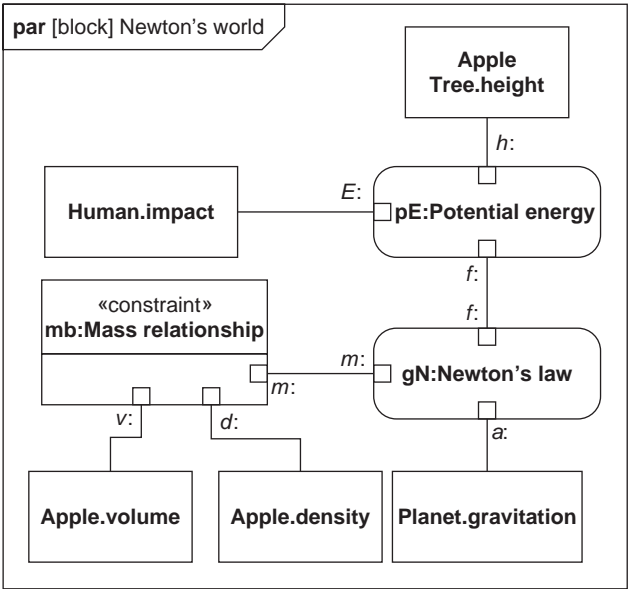 par [block] Newton's world
Apple
Tree.height
h:
Human.impact
E:
pE:Potential energy
f:
«constraint»
mb:Mass relationship
f:
m:
gN:Newton's law
m:
v:
d:
a:
Apple.volume
Apple.density
Planet.gravitation